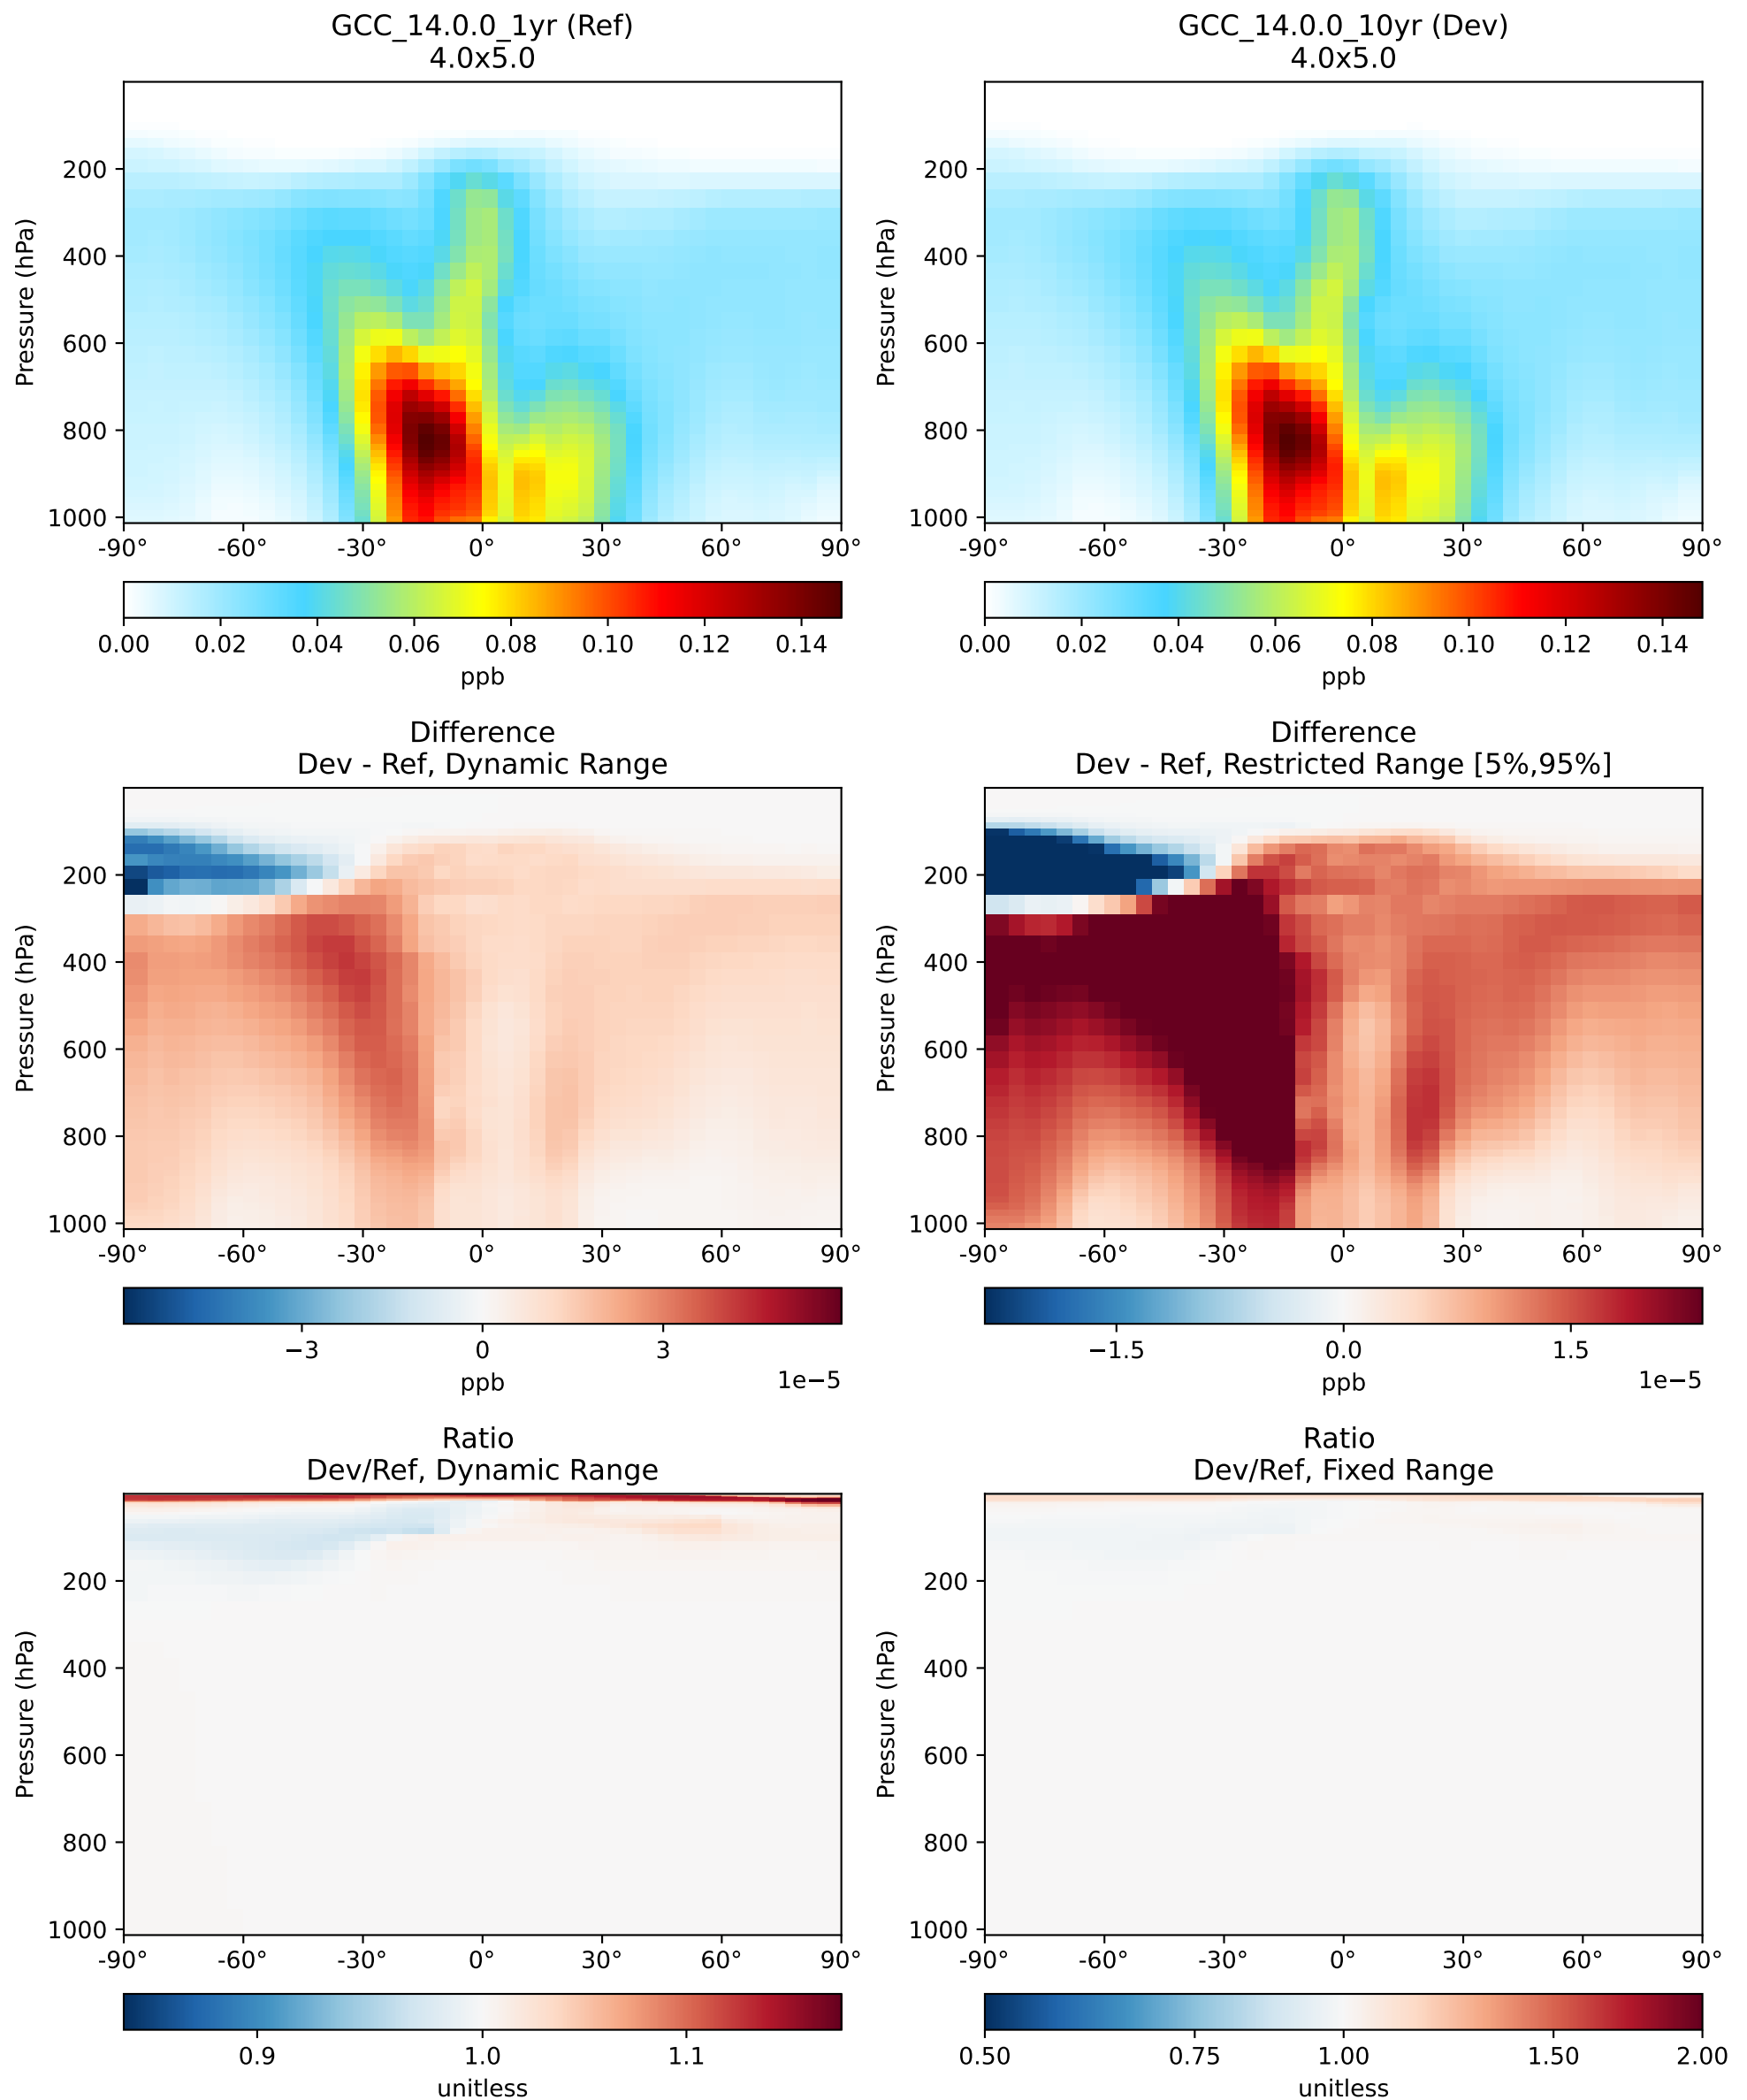 GCC_14.0.0_1yr (Ref)
4.0x5.0
Pressure (hPa)
200
400
600
800
1000
-90° -60° -30° 0° 30° 60° 90°
0.00 0.02 0.04 0.06 0.08 0.10 0.12 0.14
ppb
GCC_14.0.0_10yr (Dev)
4.0x5.0
Pressure (hPa)
200
400
600
800
1000
-90° -60° -30° 0° 30° 60° 90°
0.00 0.02 0.04 0.06 0.08 0.10 0.12 0.14
ppb
Difference
Dev - Ref, Dynamic Range
Pressure (hPa)
200
400
600
800
1000
-90° -60° -30° 0° 30° 60° 90°
−3 0 3
ppb
1e−5
Difference
Dev - Ref, Restricted Range [5%,95%]
Pressure (hPa)
200
400
600
800
1000
-90° -60° -30° 0° 30° 60° 90°
−1.5 0.0 1.5
ppb
1e−5
Ratio
Dev/Ref, Dynamic Range
Pressure (hPa)
200
400
600
800
1000
-90° -60° -30° 0° 30° 60° 90°
0.9 1.0 1.1
unitless
Ratio
Dev/Ref, Fixed Range
Pressure (hPa)
200
400
600
800
1000
-90° -60° -30° 0° 30° 60° 90°
0.50 0.75 1.00 1.50 2.00
unitless